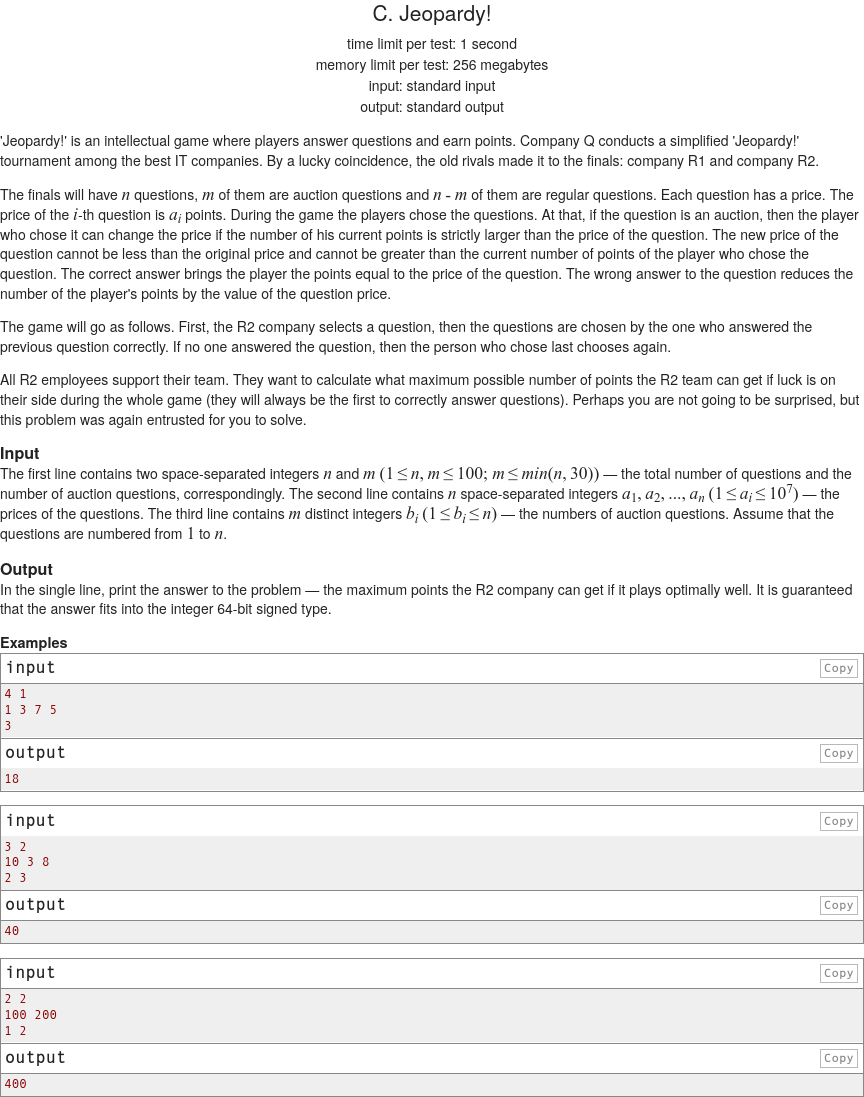 C. Jeopardy!
time limit per test: 1 second
memory limit per test: 256 megabytes
input: standard input
output: standard output
'Jeopardy!' is an intellectual game where players answer questions and earn points. Company Q conducts a simplified 'Jeopardy!'
tournament among the best IT companies. By a lucky coincidence, the old rivals made it to the finals: company R1 and company R2.
The finals will have n questions, m of them are auction questions and n - m of them are regular questions. Each question has a price. The
price of the i-th question is a_i points. During the game the players chose the questions. At that, if the question is an auction, then the player
who chose it can change the price if the number of his current points is strictly larger than the price of the question. The new price of the
question cannot be less than the original price and cannot be greater than the current number of points of the player who chose the
question. The correct answer brings the player the points equal to the price of the question. The wrong answer to the question reduces the
number of the player's points by the value of the question price.
The game will go as follows. First, the R2 company selects a question, then the questions are chosen by the one who answered the
previous question correctly. If no one answered the question, then the person who chose last chooses again.
All R2 employees support their team. They want to calculate what maximum possible number of points the R2 team can get if luck is on
their side during the whole game (they will always be the first to correctly answer questions). Perhaps you are not going to be surprised, but
this problem was again entrusted for you to solve.
Input
The first line contains two space-separated integers n and m (1 ≤ n, m ≤ 100; m ≤ min(n, 30)) — the total number of questions and the
number of auction questions, correspondingly. The second line contains n space-separated integers a_1, a_2, ..., a_n (1 ≤ a_i ≤ 10^7) — the
prices of the questions. The third line contains m distinct integers b_i (1 ≤ b_i ≤ n) — the numbers of auction questions. Assume that the
questions are numbered from 1 to n.
Output
In the single line, print the answer to the problem — the maximum points the R2 company can get if it plays optimally well. It is guaranteed
that the answer fits into the integer 64-bit signed type.
Examples
input
Copy
4 1
1 3 7 5
3
output
Copy
18
input
Copy
3 2
10 3 8
2 3
output
Copy
40
input
Copy
2 2
100 200
1 2
output
Copy
400